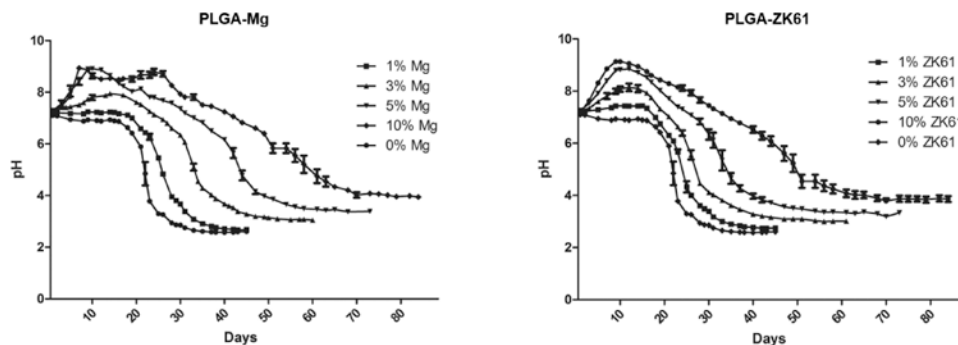 PLGA-Mg
10
8
6
4
2
0
pH
10 20 30 40 50 60 70 80
Days
1% Mg
3% Mg
5% Mg
10% Mg
0% Mg
PLGA-ZK61
10
8
6
4
2
0
pH
10 20 30 40 50 60 70 80
Days
1% ZK61
3% ZK61
5% ZK61
10% ZK61
0% ZK61